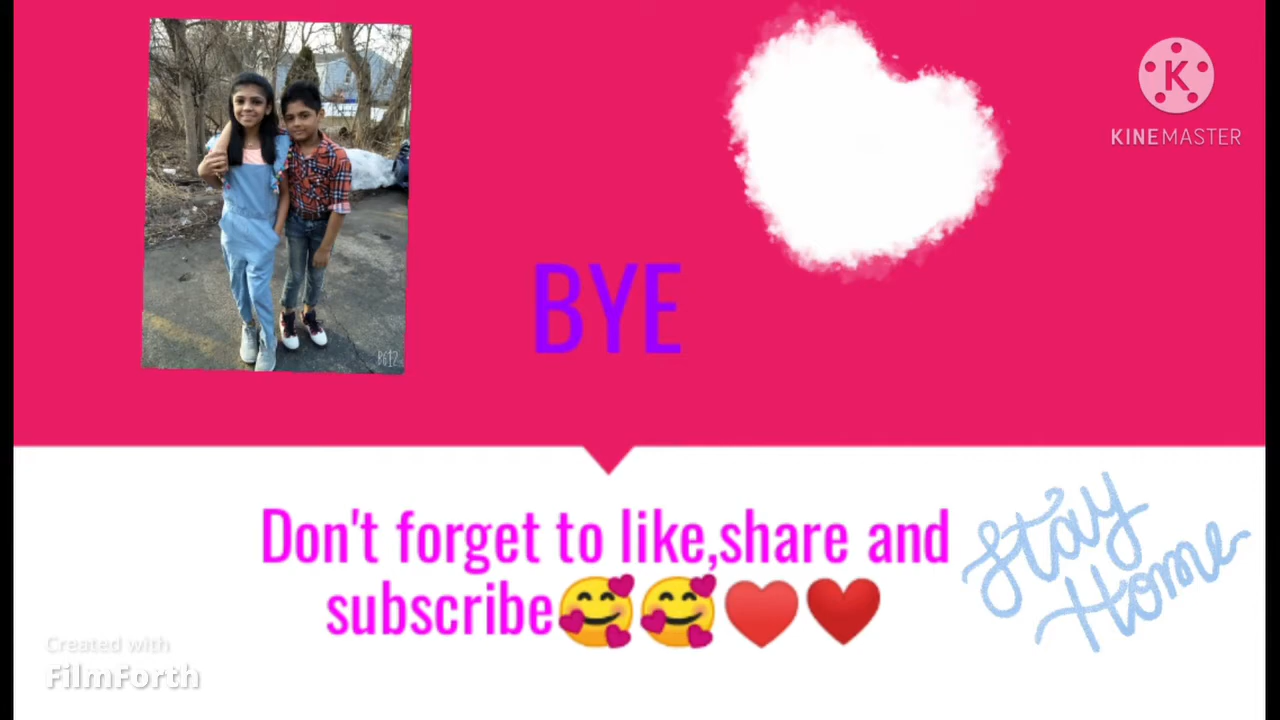 KINEMASTER
BYE
Don't forget to like,share and
subscribe🥰🥰♥️❤️
Stay
Home
Created with
FilmForth